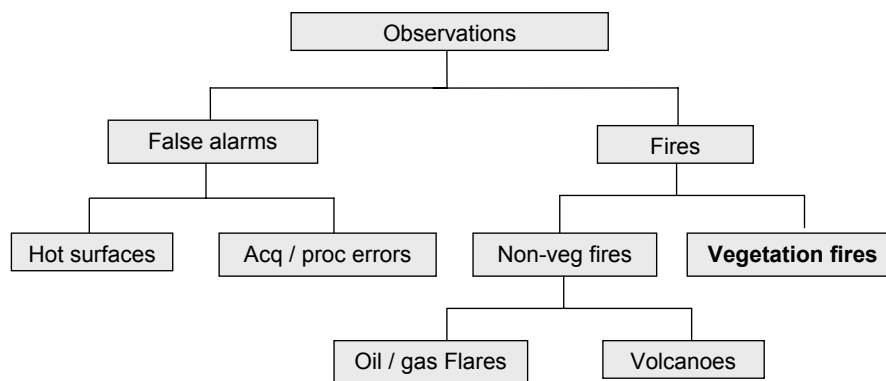 Observations
False alarms
Fires
Hot surfaces
Acq / proc errors
Non-veg fires
Vegetation fires
Oil / gas Flares
Volcanoes